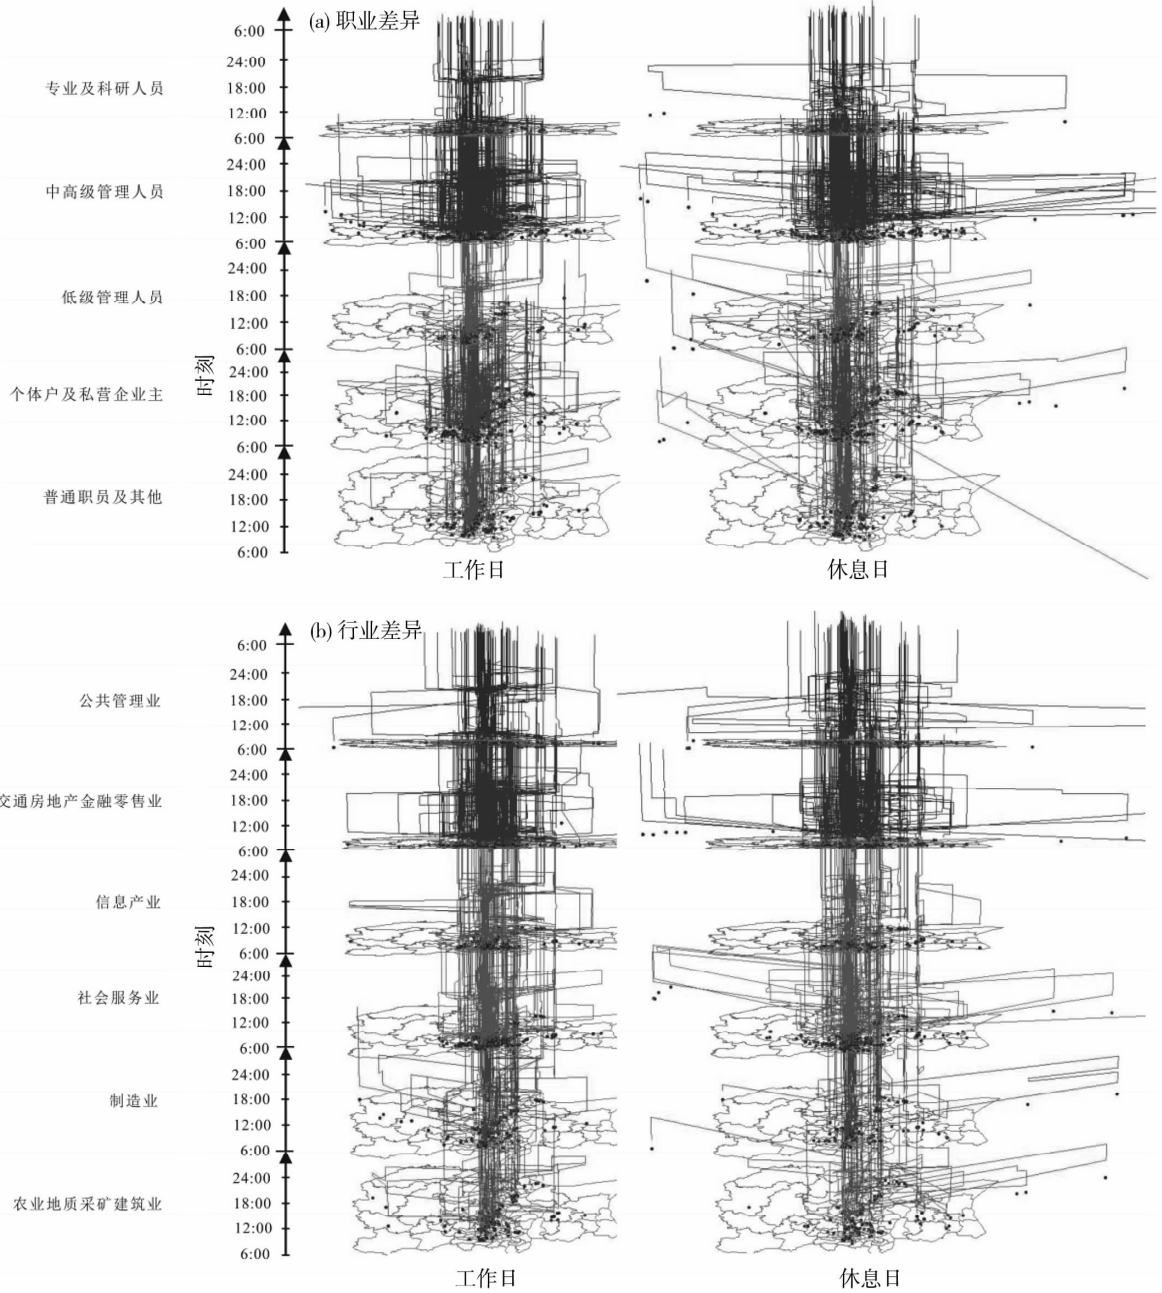 (a) 职业差异
6:00
24:00
专业及科研人员
18:00
12:00
6:00
24:00
中高级管理人员
18:00
12:00
6:00
24:00
低级管理人员
18:00
12:00
6:00
时刻
24:00
个体户及私营企业主
18:00
12:00
6:00
24:00
普通职员及其他
18:00
12:00
6:00
工作日
休息日
(b) 行业差异
6:00
24:00
公共管理业
18:00
12:00
6:00
24:00
交通房地产金融零售业
18:00
12:00
6:00
24:00
信息产业
18:00
12:00
时刻
6:00
24:00
社会服务业
18:00
12:00
6:00
24:00
制造业
18:00
12:00
6:00
24:00
农业地质采矿建筑业
18:00
12:00
6:00
工作日
休息日